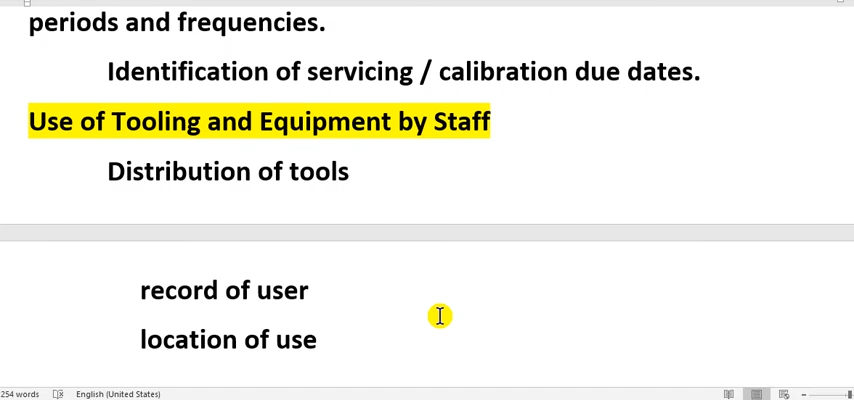 periods and frequencies.
Identification of servicing / calibration due dates.
Use of Tooling and Equipment by Staff
Distribution of tools
record of user
location of use
254 words
English (United States)